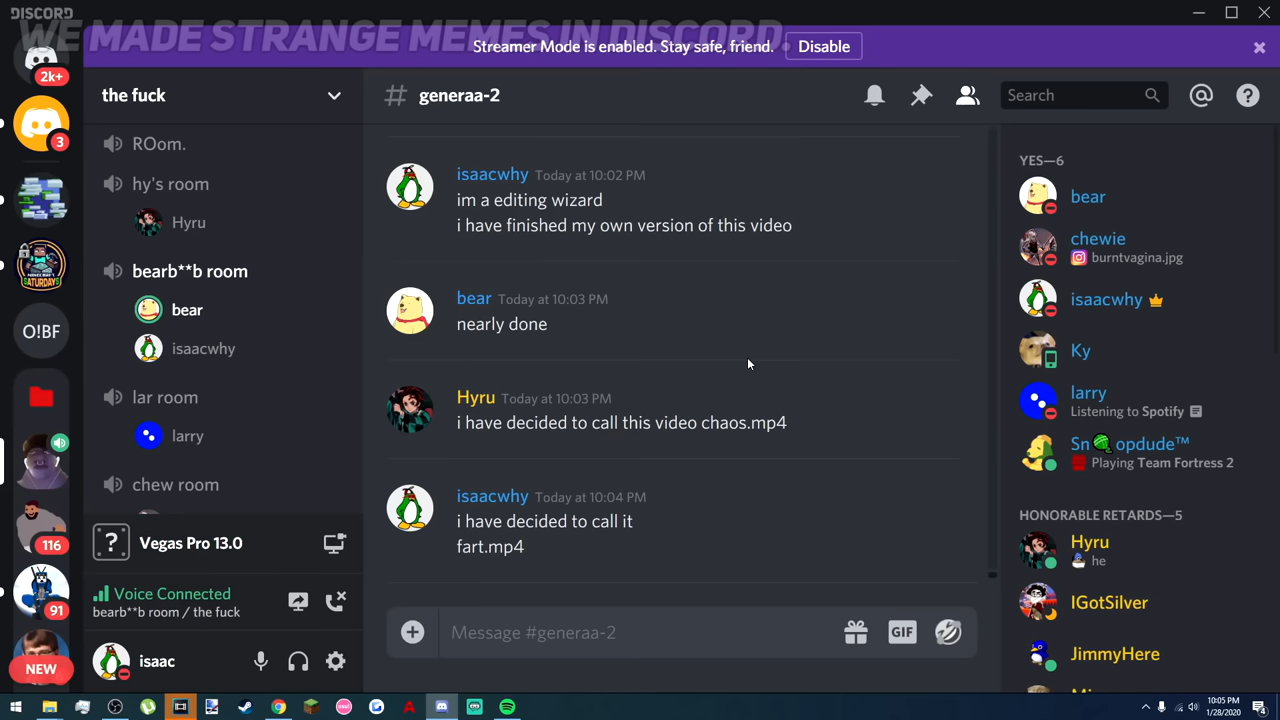 DISCORD
WE MADE STRANGE MEMES IN DISCORD.
Streamer Mode is enabled. Stay safe, friend.
Disable
2k+
3
O!BF
116
91
NEW
the fuck
ROom.
hy's room
Hyru
bearb**b room
bear
isaacwhy
lar room
larry
chew room
Vegas Pro 13.0
Voice Connected
bearb**b room / the fuck
isaac
generaa-2
Search
isaacwhy Today at 10:02 PM
im a editing wizard
i have finished my own version of this video
bear Today at 10:03 PM
nearly done
Hyru Today at 10:03 PM
i have decided to call this video chaos.mp4
isaacwhy Today at 10:04 PM
i have decided to call it
fart.mp4
Message #generaa-2
GIF
YES—6
bear
chewie
burntvagina.jpg
isaacwhy
Ky
larry
Listening to Spotify
Sn opdude™
Playing Team Fortress 2
HONORABLE RETARDS—5
Hyru
he
IGotSilver
JimmyHere
10:05 PM
1/28/2020
4